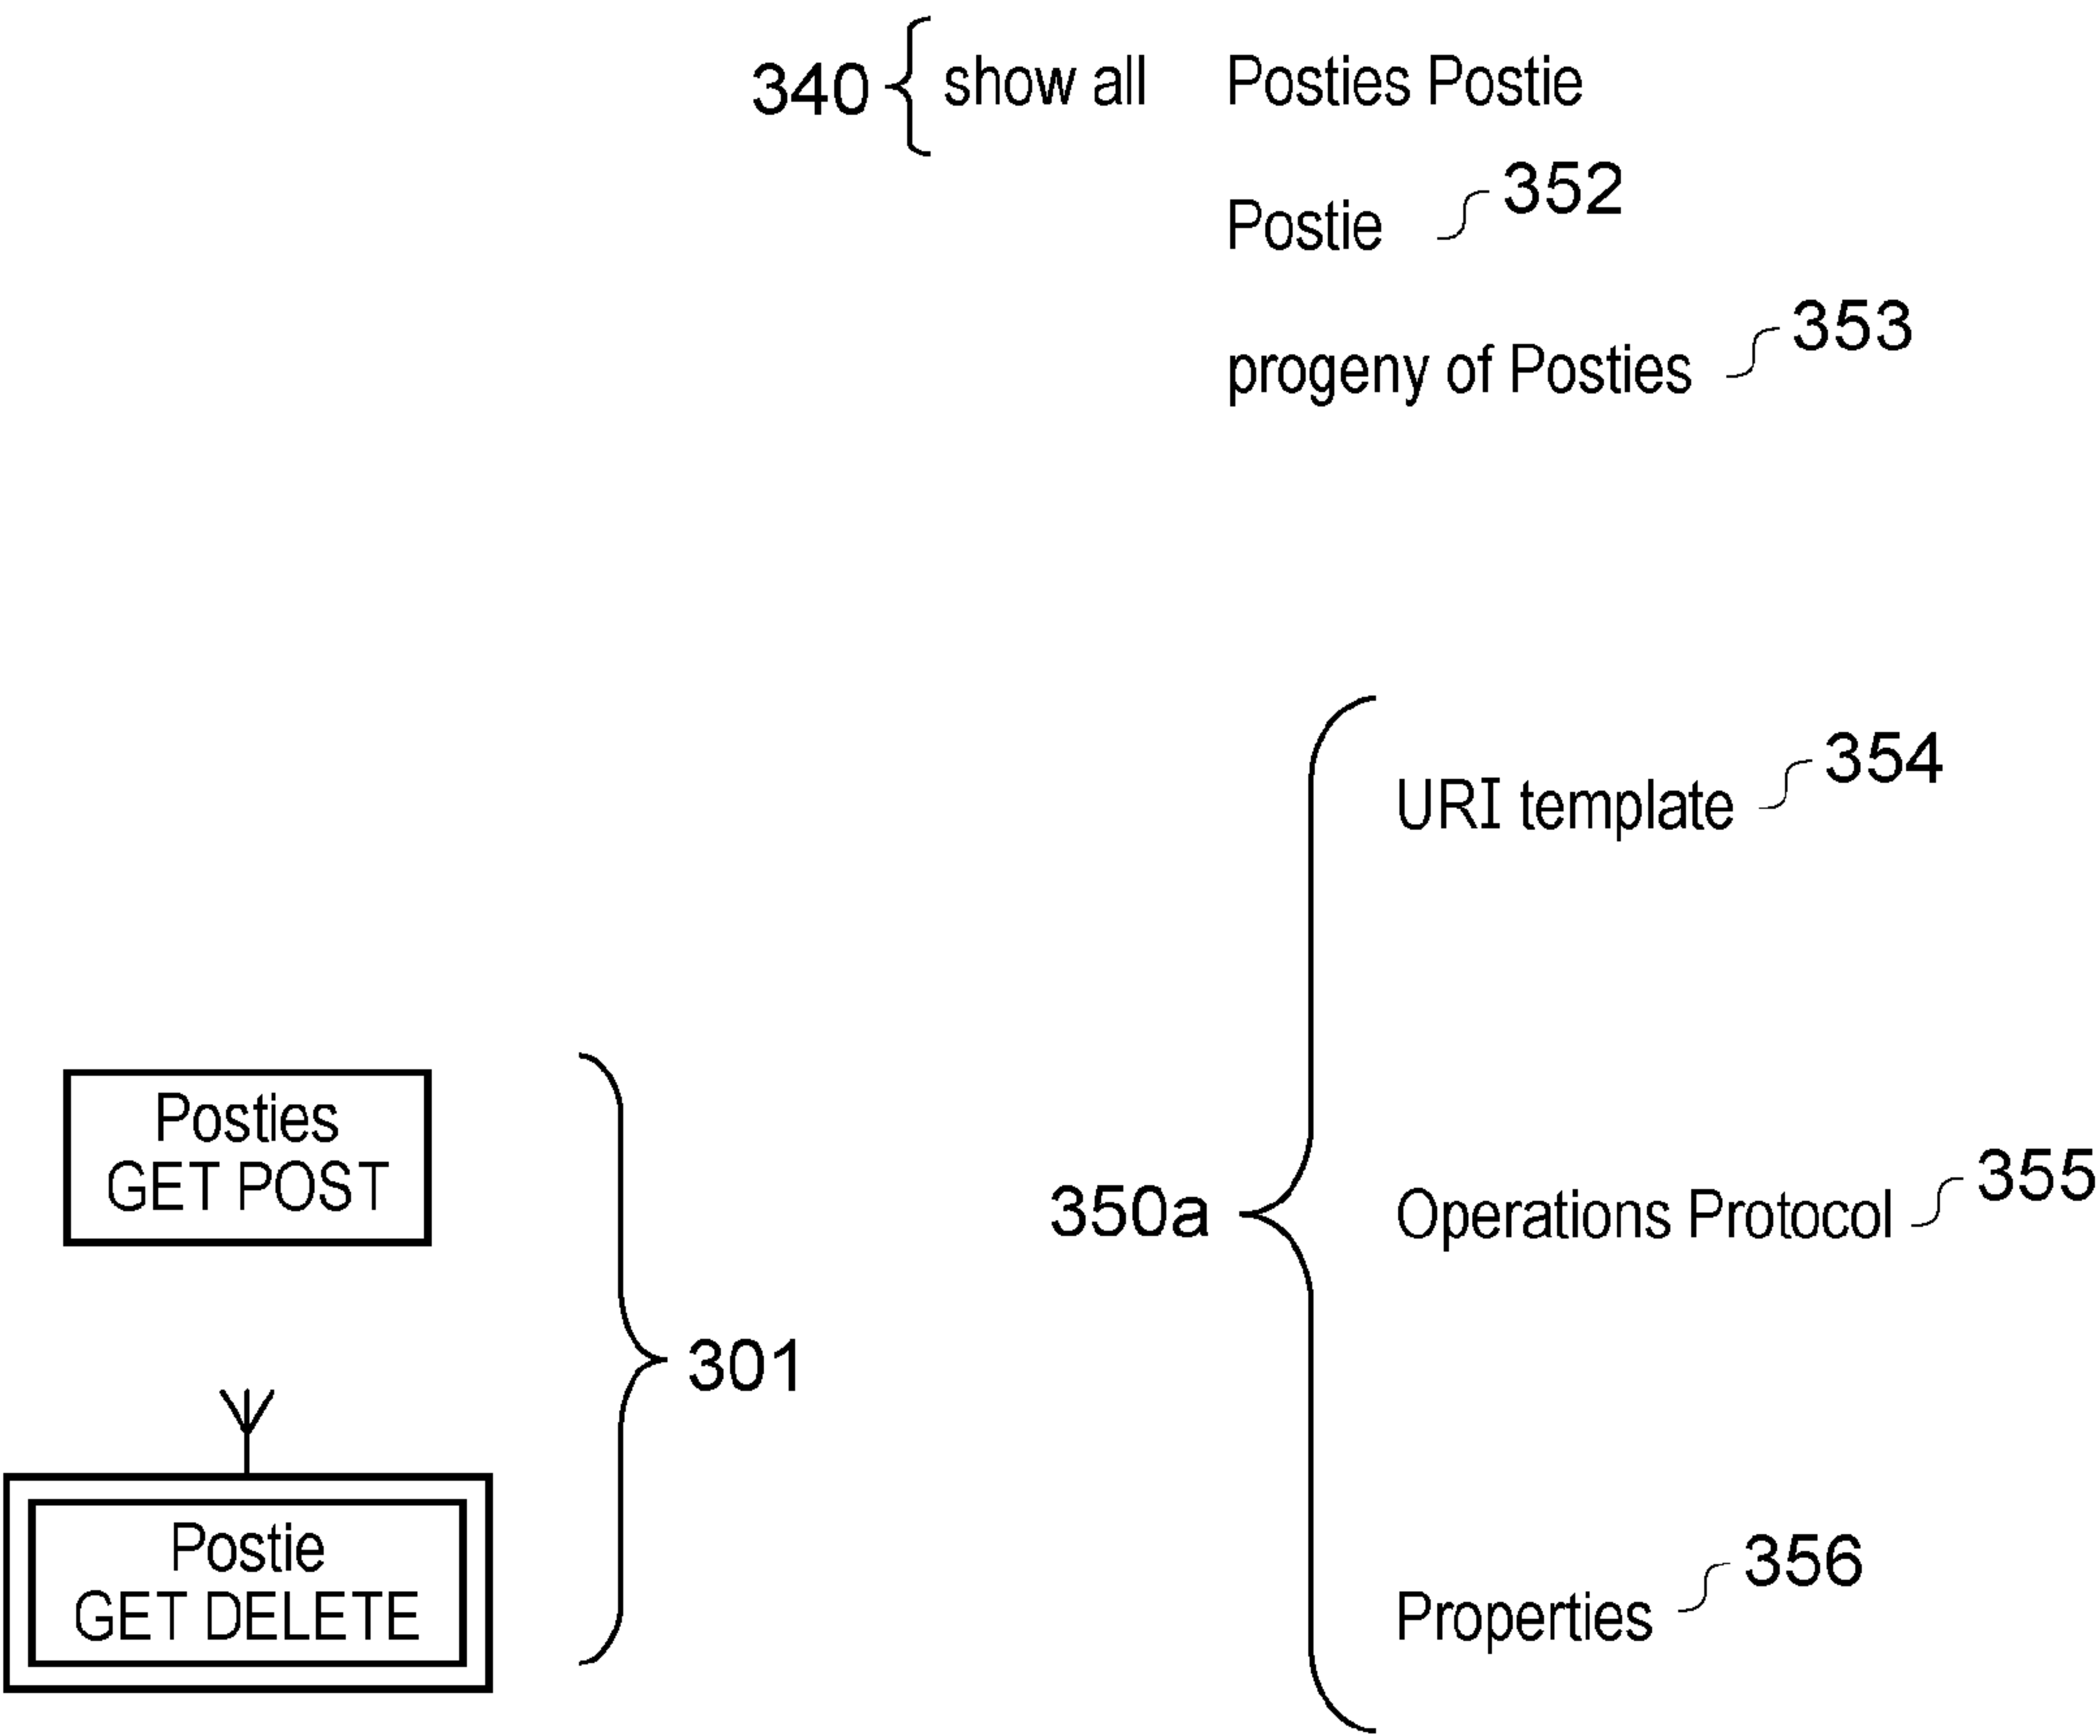 340 show all Posties Postie
Postie 352
progeny of Posties 353
URI template 354
Posties
GET POST
350a Operations Protocol 355
301
Postie
GET DELETE
Properties 356